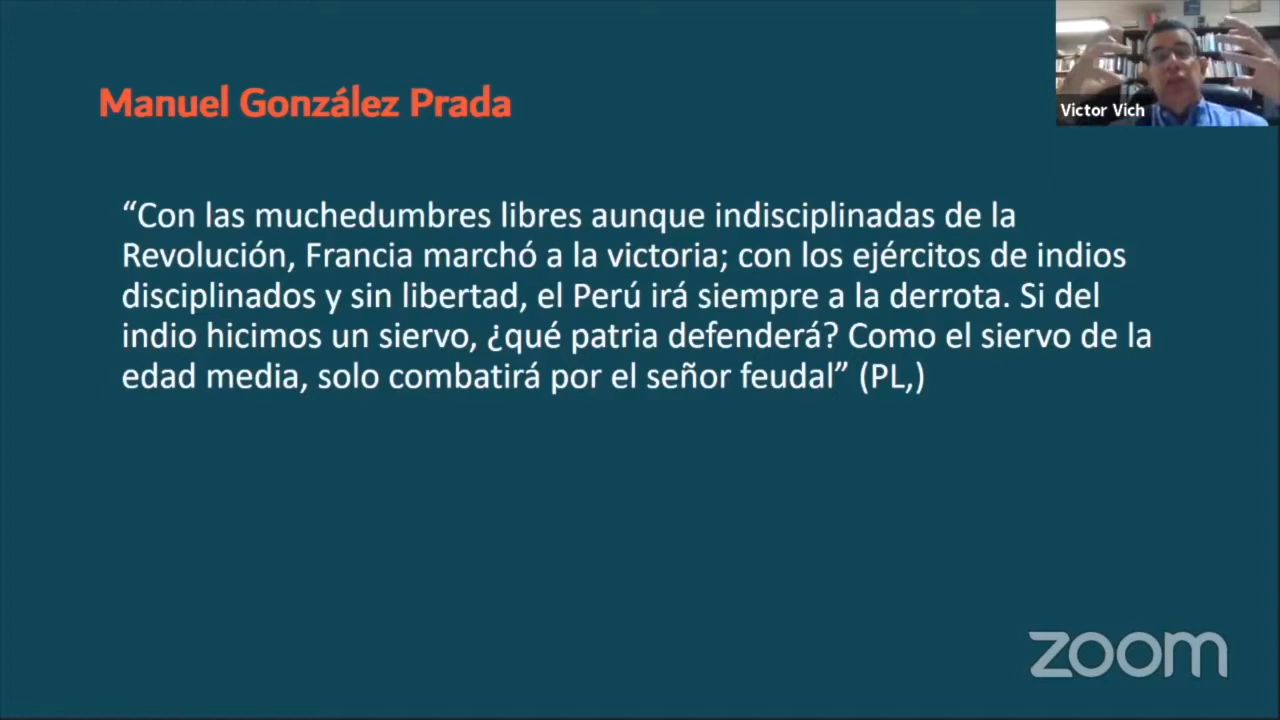 Manuel González Prada
Victor Vich
“Con las muchedumbres libres aunque indisciplinadas de la
Revolución, Francia marchó a la victoria; con los ejércitos de indios
disciplinados y sin libertad, el Perú irá siempre a la derrota. Si del
indio hicimos un siervo, ¿qué patria defenderá? Como el siervo de la
edad media, solo combatirá por el señor feudal” (PL,)
zoom